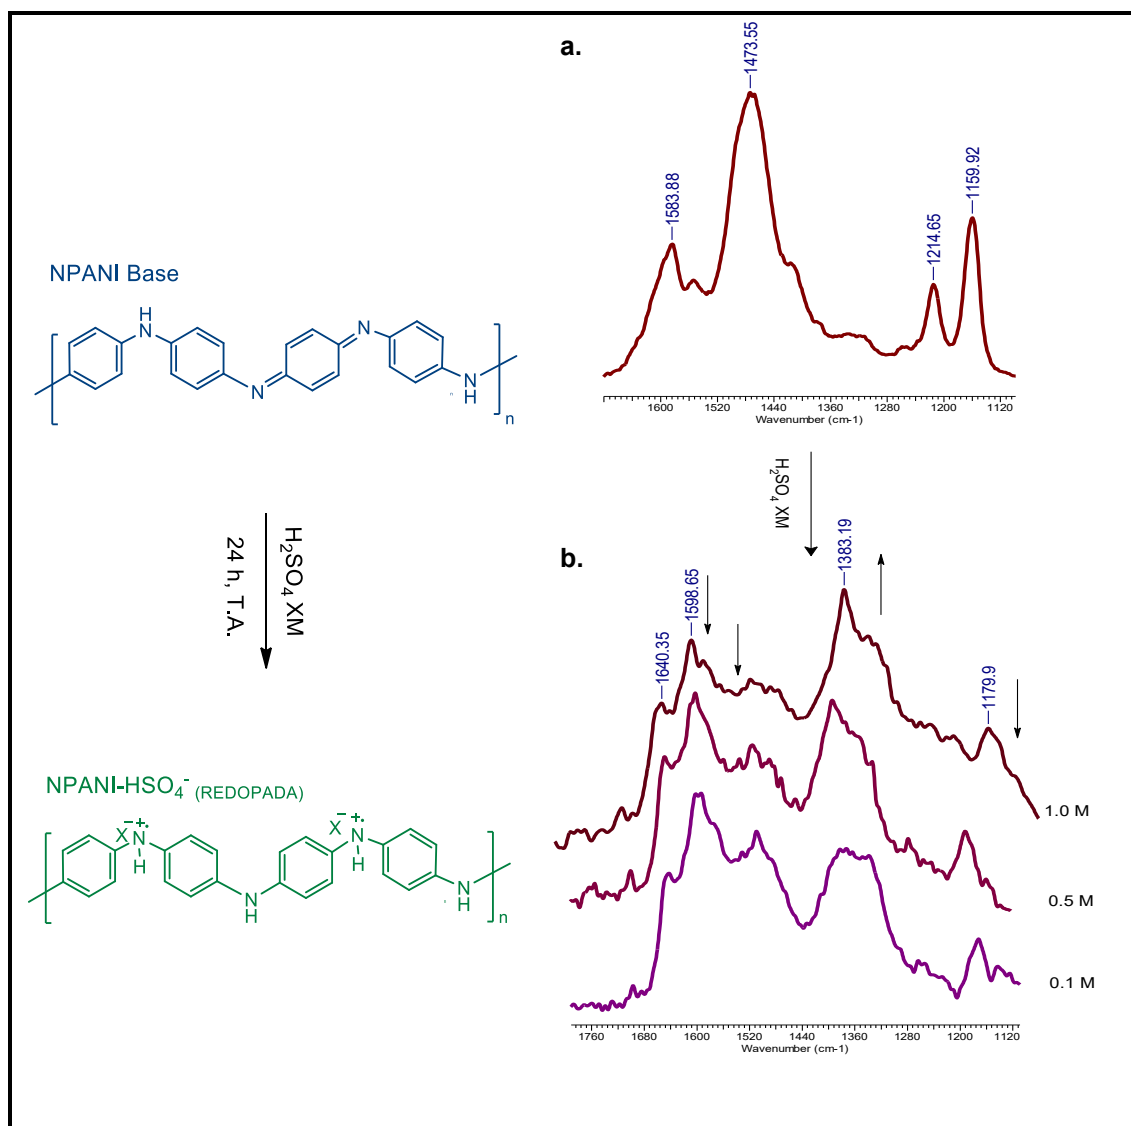 a.
1473.55
1583.88
1214.65
1159.92
NPANI Base
H
N
N
N
N
H
n
1600 1520 1440 1360 1280 1200 1120
Wavenumber (cm-1)
H2SO4 XM
H2SO4 XM
24 h, T.A.
b.
1640.35
1598.65
1383.19
1179.9
1.0 M
0.5 M
0.1 M
NPANI-HSO4- (REDOPADA)
X- +.
N
H
X- +.
N
H
N
H
N
H
n
1760 1680 1600 1520 1440 1360 1280 1200 1120
Wavenumber (cm-1)